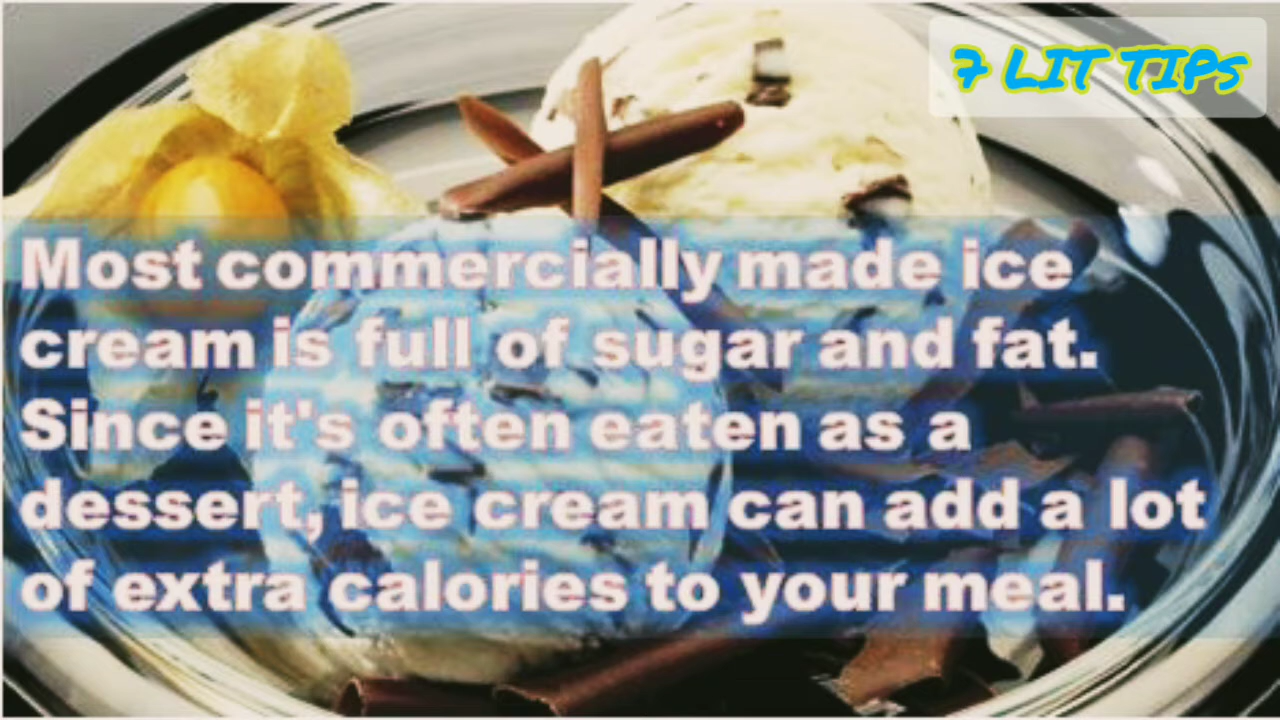 7 LIT TIPs
Most commercially made ice
cream is full of sugar and fat.
Since it's often eaten as a
dessert, ice cream can add a lot
of extra calories to your meal.